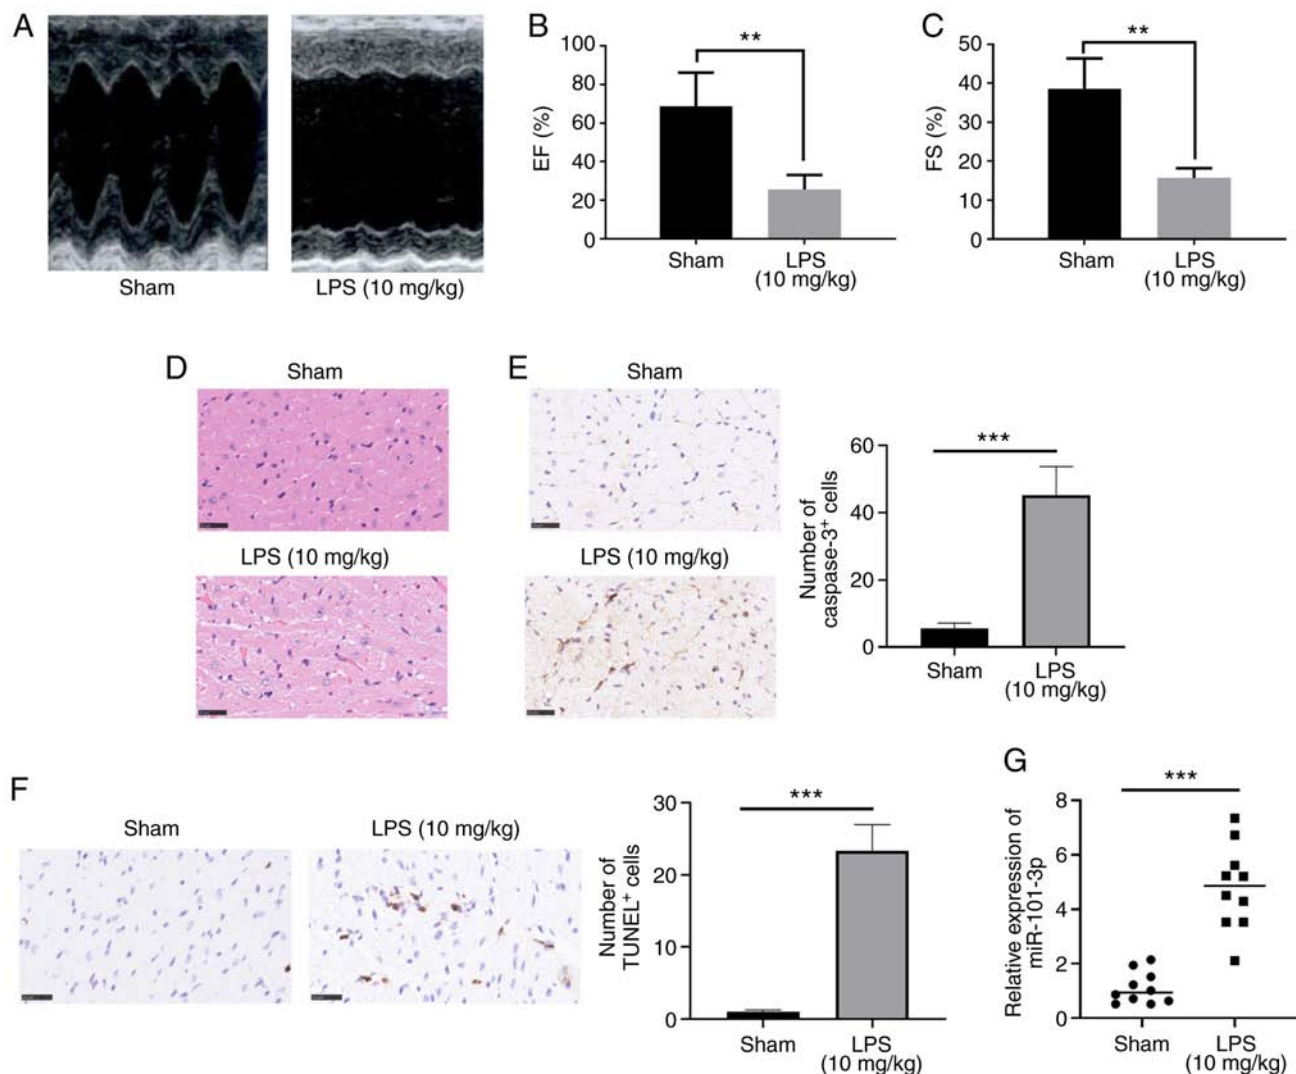 A
Sham
LPS (10 mg/kg)
B
**
100
80
60
40
20
0
EF (%)
Sham
LPS
(10 mg/kg)
C
**
50
40
30
20
10
0
FS (%)
Sham
LPS
(10 mg/kg)
D
Sham
LPS (10 mg/kg)
E
Sham
LPS (10 mg/kg)
***
60
40
20
0
Number of
caspase-3+ cells
Sham
LPS
(10 mg/kg)
F
Sham
LPS (10 mg/kg)
***
30
20
10
0
Number of
TUNEL+ cells
Sham
LPS
(10 mg/kg)
G
***
8
6
4
2
0
Relative expression of
miR-101-3p
Sham
LPS
(10 mg/kg)